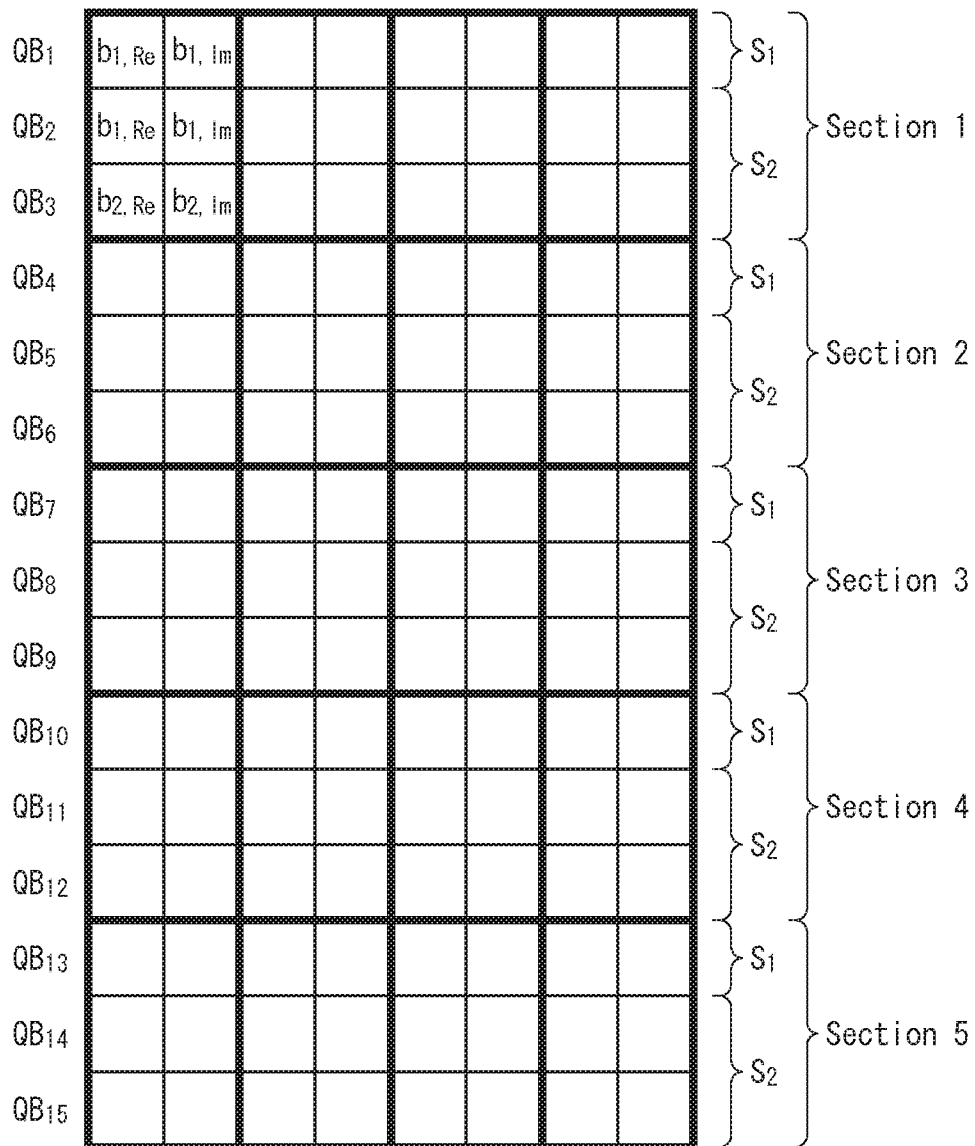 QB1 b1, Re b1, Im S1
Section 1
QB2 b1, Re b1, Im
S2
QB3 b2, Re b2, Im
QB4 S1
Section 2
QB5
S2
QB6
QB7 S1
Section 3
QB8
S2
QB9
QB10 S1
Section 4
QB11
S2
QB12
QB13 S1
Section 5
QB14
S2
QB15